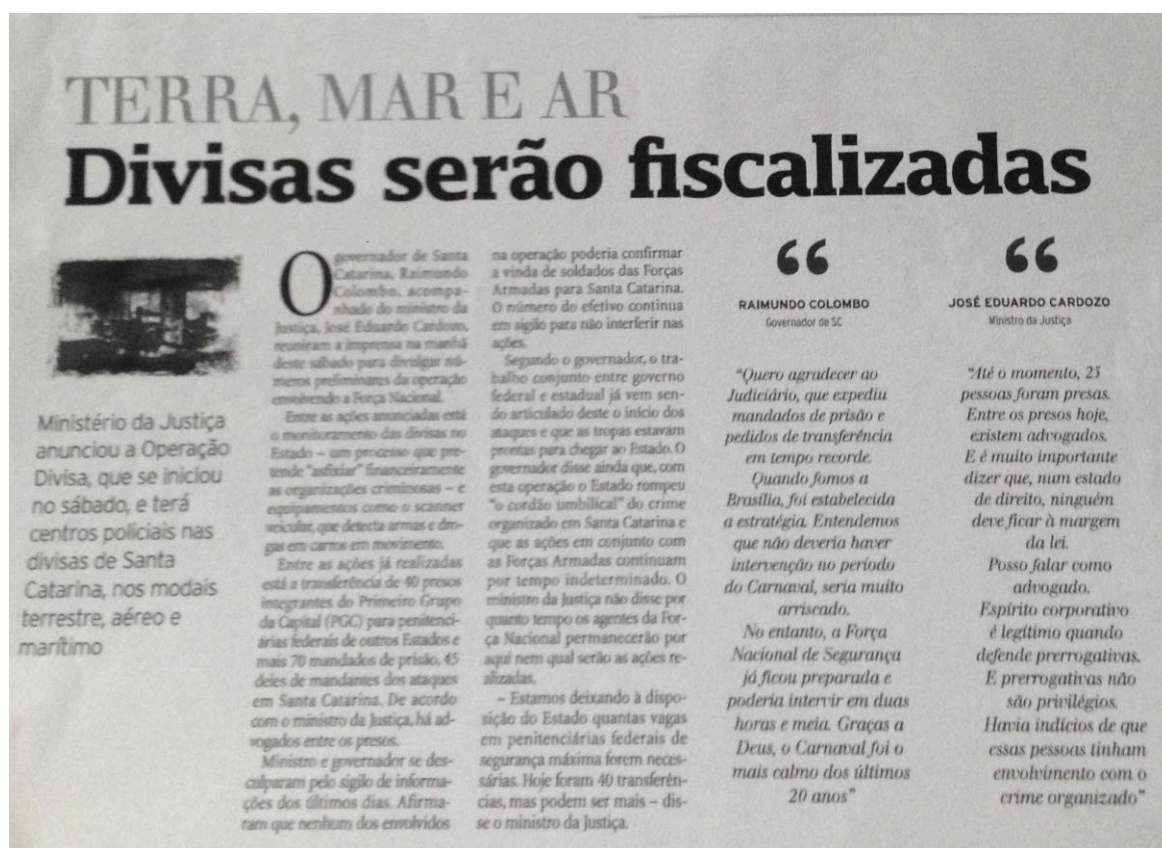 TERRA, MAR E AR
Divisas serão fiscalizadas
Ministério da Justiça
anunciou a Operação
Divisa, que se iniciou
no sábado, e terá
centros policiais nas
divisas de Santa
Catarina, nos modais
terrestre, aéreo e
marítimo
O governador de Santa
Catarina, Raimundo
Colombo, acompa-
nhado do ministro da
Justiça, José Eduardo Cardozo,
reuniram a imprensa na manhã
deste sábado para divulgar nú-
meros preliminares da operação
envolvendo a Força Nacional.
Entre as ações anunciadas está
o monitoramento das divisas no
Estado – um processo que pre-
tende "asfixiar" financeiramente
as organizações criminosas – e
equipamentos como o scanner
veicular, que detecta armas e dro-
gas em carros em movimento.
Entre as ações já realizadas
está a transferência de 40 presos
integrantes do Primeiro Grupo
da Capital (PGC) para penitenci-
árias federais de outros Estados e
mais 70 mandados de prisão, 45
deles de mandantes dos ataques
em Santa Catarina. De acordo
com o ministro da Justiça, há ad-
vogados entre os presos.
Ministro e governador se des-
culparam pelo sigilo de informa-
ções dos últimos dias. Afirma-
ram que nenhum dos envolvidos
na operação poderia confirmar
a vinda de soldados das Forças
Armadas para Santa Catarina.
O número do efetivo continua
em sigilo para não interferir nas
ações.
Segundo o governador, o tra-
balho conjunto entre governo
federal e estadual já vem sen-
do articulado deste o início dos
ataques e que as tropas estavam
prontas para chegar ao Estado. O
governador disse ainda que, com
esta operação o Estado rompeu
"o cordão umbilical" do crime
organizado em Santa Catarina e
que as ações em conjunto com
as Forças Armadas continuam
por tempo indeterminado. O
ministro da Justiça não disse por
quanto tempo os agentes da For-
ça Nacional permanecerão por
aqui nem qual serão as ações re-
alizadas.
– Estamos deixando à dispo-
sição do Estado quantas vagas
em penitenciárias federais de
segurança máxima forem neces-
sárias. Hoje foram 40 transferên-
cias, mas podem ser mais – dis-
se o ministro da Justiça.
“
RAIMUNDO COLOMBO
Governador de SC
“Quero agradecer ao
Judiciário, que expediu
mandados de prisão e
pedidos de transferência
em tempo recorde.
Quando fomos a
Brasília, foi estabelecida
a estratégia. Entendemos
que não deveria haver
intervenção no período
do Carnaval, seria muito
arriscado.
No entanto, a Força
Nacional de Segurança
já ficou preparada e
poderia intervir em duas
horas e meia. Graças a
Deus, o Carnaval foi o
mais calmo dos últimos
20 anos”
“
JOSÉ EDUARDO CARDOZO
Ministro da Justiça
“Até o momento, 25
pessoas foram presas.
Entre os presos hoje,
existem advogados.
E é muito importante
dizer que, num estado
de direito, ninguém
deve ficar à margem
da lei.
Posso falar como
advogado.
Espírito corporativo
é legítimo quando
defende prerrogativas.
E prerrogativas não
são privilégios.
Havia indícios de que
essas pessoas tinham
envolvimento com o
crime organizado”